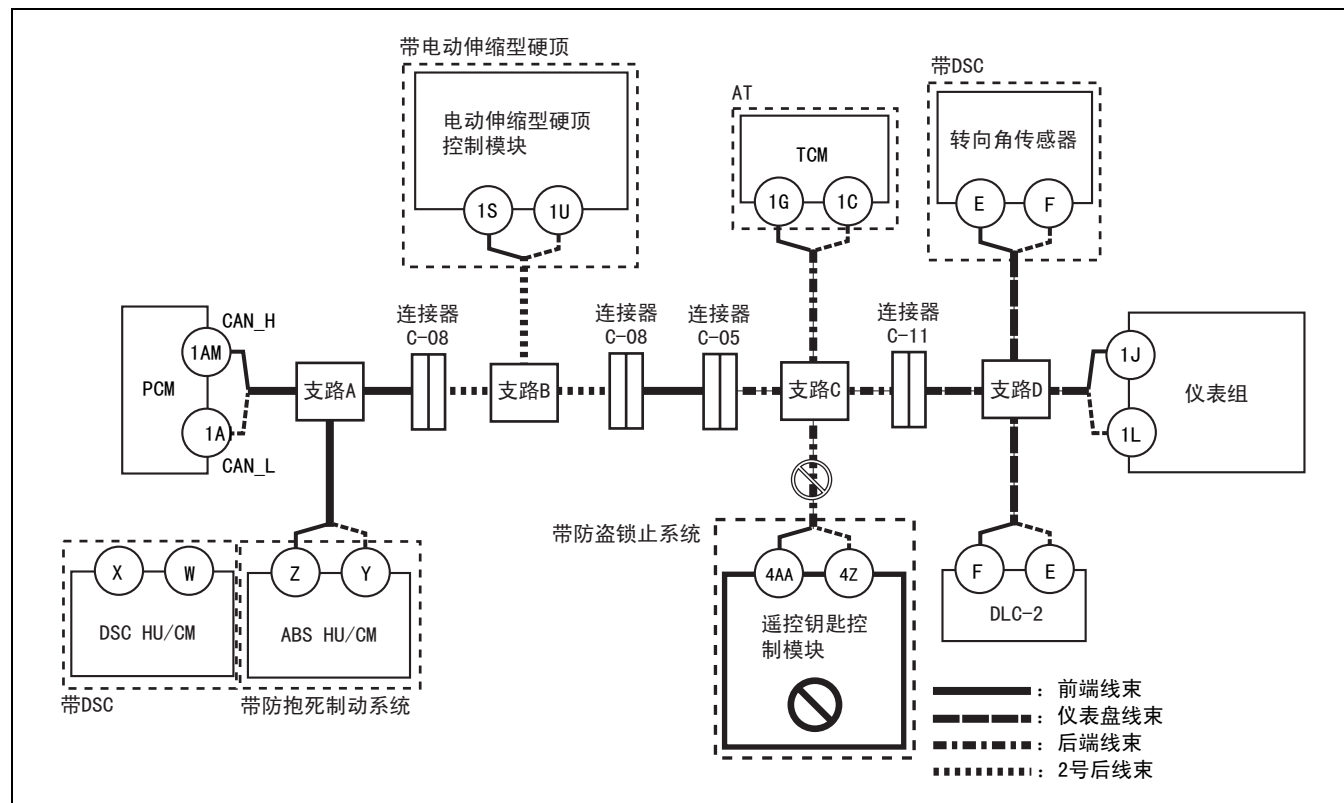 带电动伸缩型硬顶
电动伸缩型硬顶
控制模块
1S
1U
AT
TCM
1G
1C
带DSC
转向角传感器
E
F
PCM
CAN_H
1AM
1A
CAN_L
支路A
连接器
C-08
支路B
连接器
C-08
连接器
C-05
支路C
连接器
C-11
支路D
1J
1L
仪表组
X
W
DSC HU/CM
带DSC
Z
Y
ABS HU/CM
带防抱死制动系统
带防盗锁止系统
4AA
4Z
遥控钥匙控
制模块
F
E
DLC-2
：前端线束
：仪表盘线束
：后端线束
：2号后线束